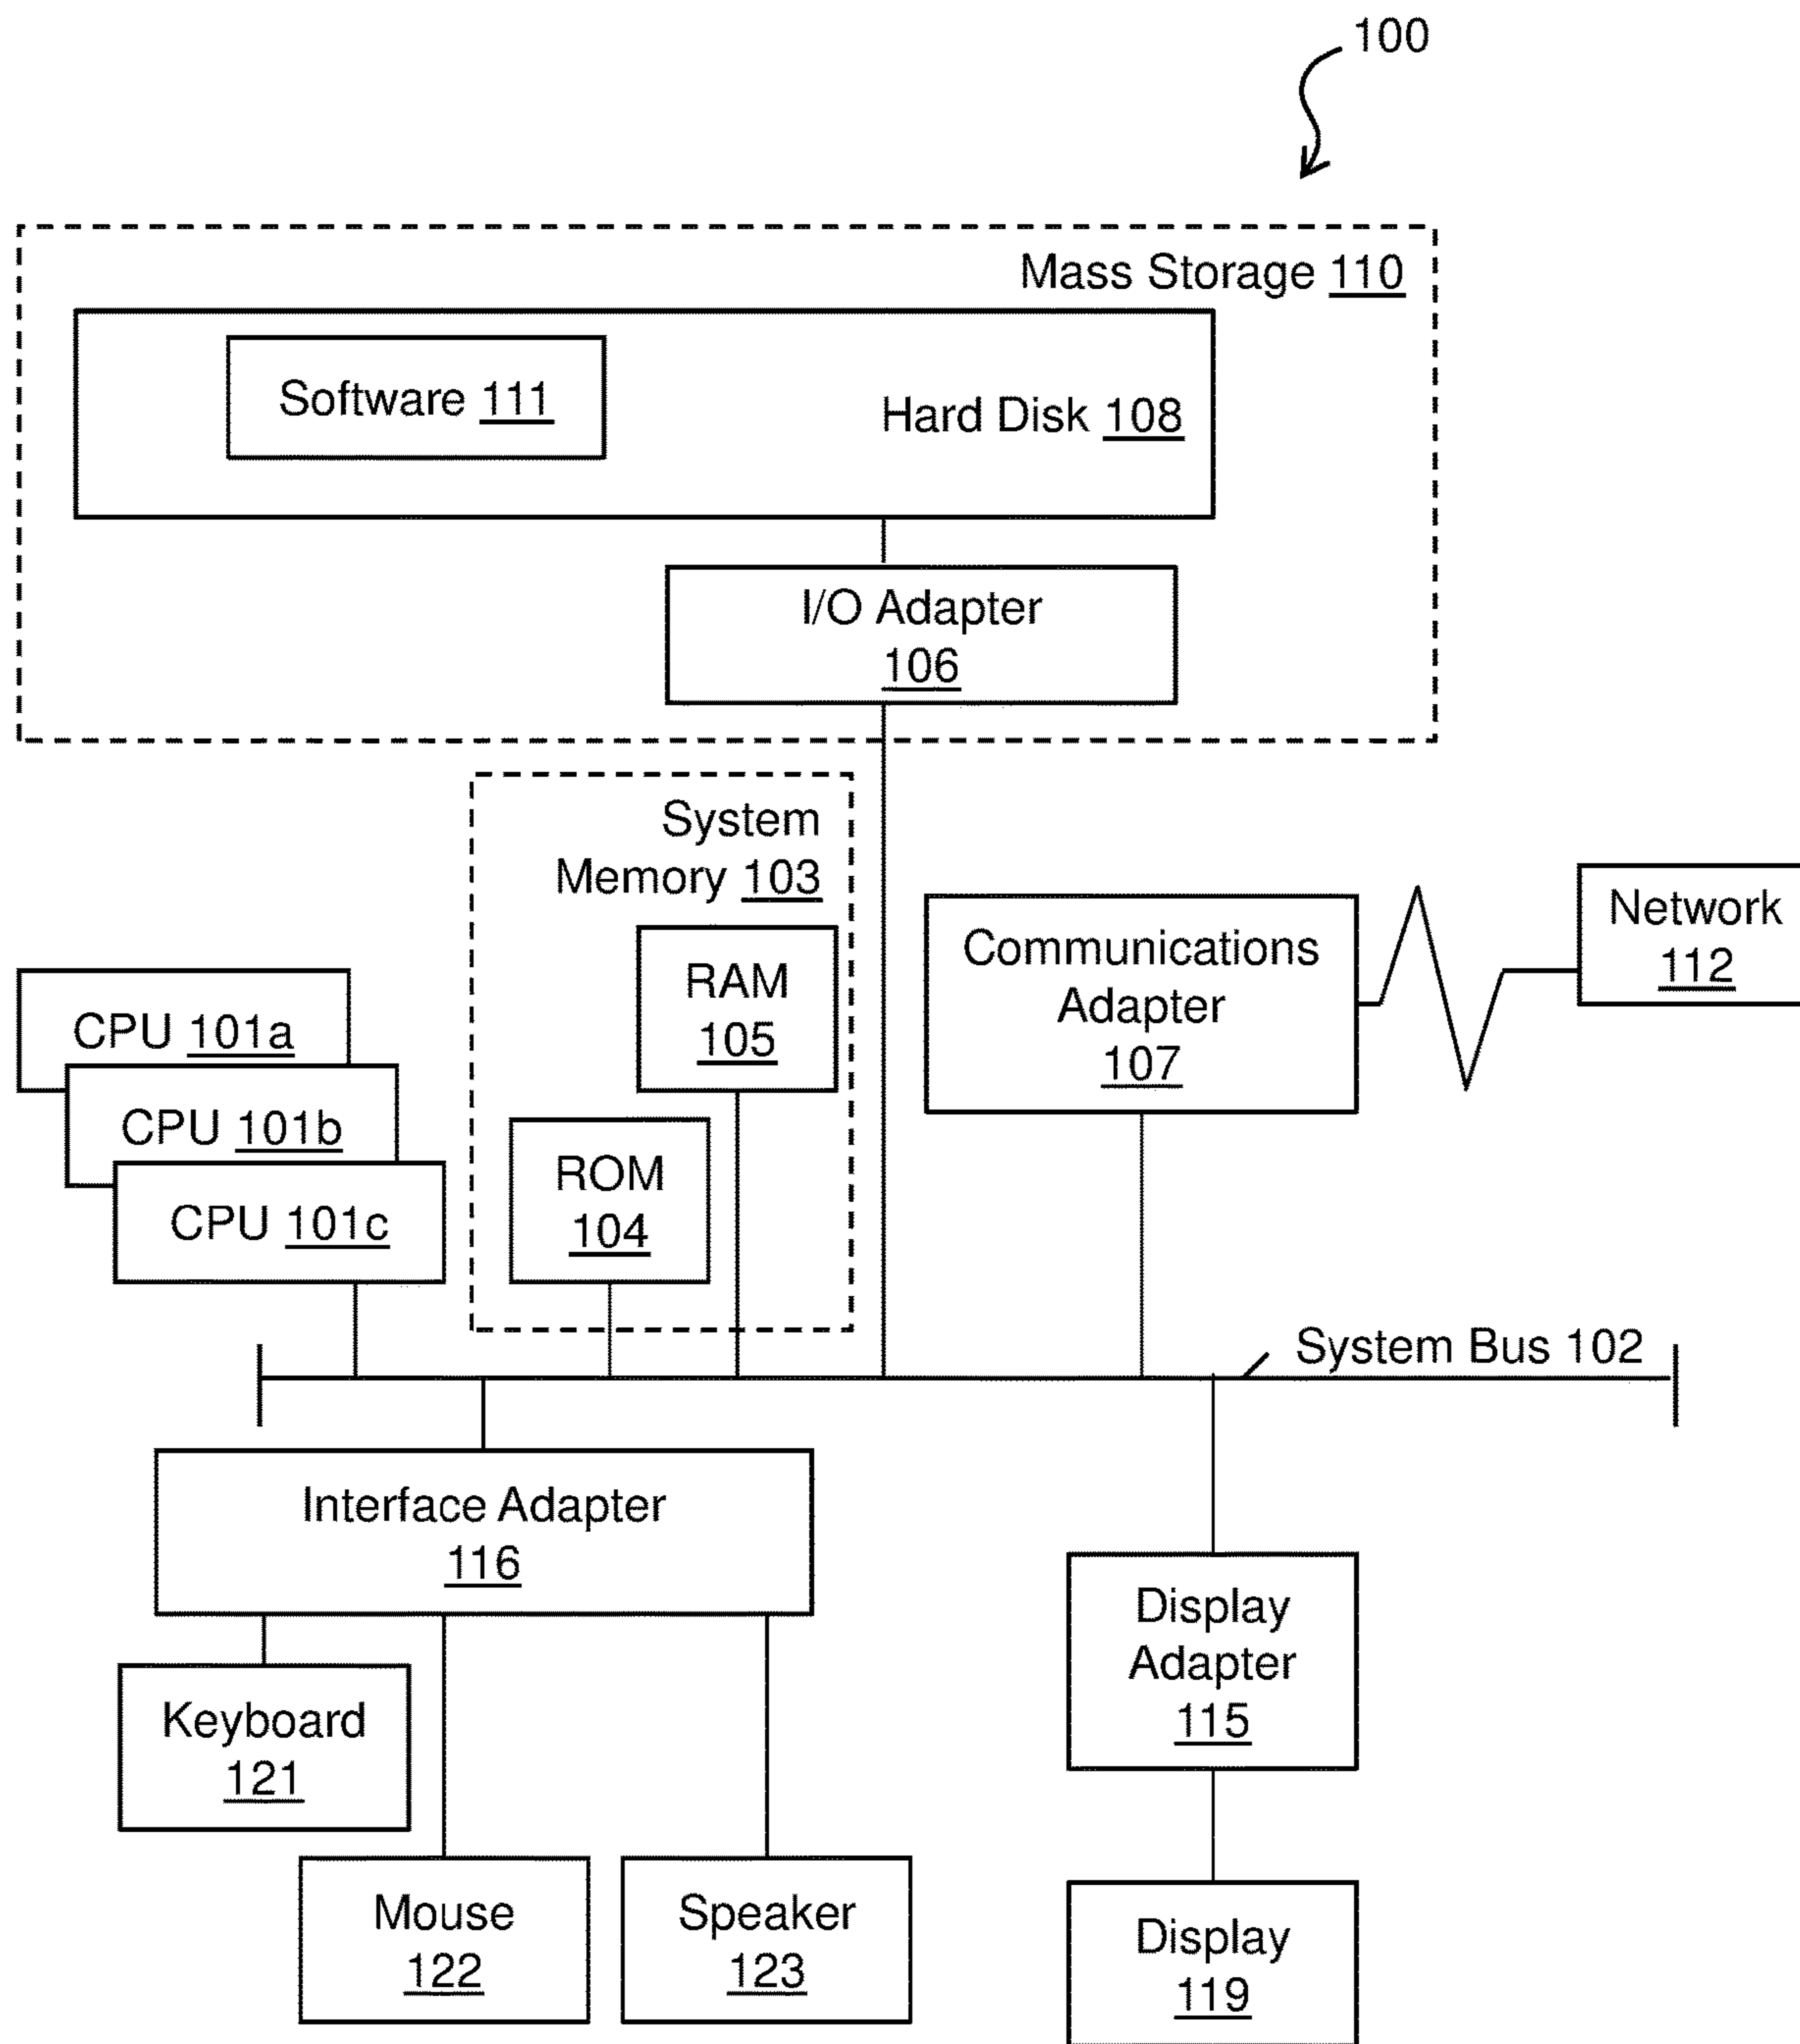 100
Mass Storage 110
Software 111
Hard Disk 108
I/O Adapter
106
System
Memory 103
RAM
105
ROM
104
Communications
Adapter
107
Network
112
CPU 101a
CPU 101b
CPU 101c
System Bus 102
Interface Adapter
116
Keyboard
121
Mouse
122
Speaker
123
Display
Adapter
115
Display
119